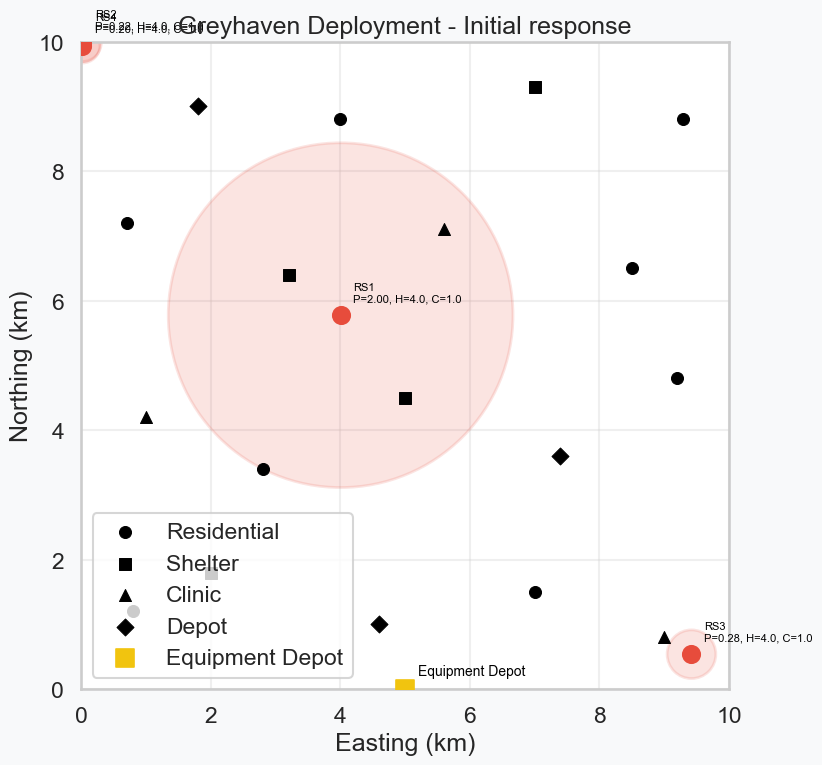 RS2
RS4
Greyhaven Deployment - Initial response
10
8
6
4
2
0
Northing (km)
RS1
P=2.00, H=4.0, C=1.0
RS3
P=0.28, H=4.0, C=1.0
Residential
Shelter
Clinic
Depot
Equipment Depot
Equipment Depot
0
2
4
6
8
10
Easting (km)